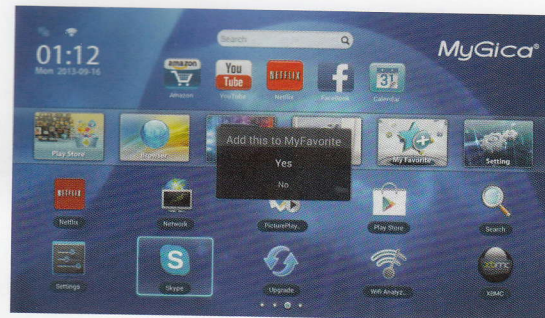 01:12
Mon 2013-09-16
Search
MyGica®
amazon
Amazon
You
Tube
YouTube
NETFLIX
Netflix
Facebook
31
Calendar
Play Store
Browser
My Favorite
Setting
Add this to MyFavorite
Yes
No
NETFLIX
Netflix
Network
PicturePlay..
Play Store
Search
Settings
Skype
Upgrade
Wifi Analyz..
xbmc
XBMC